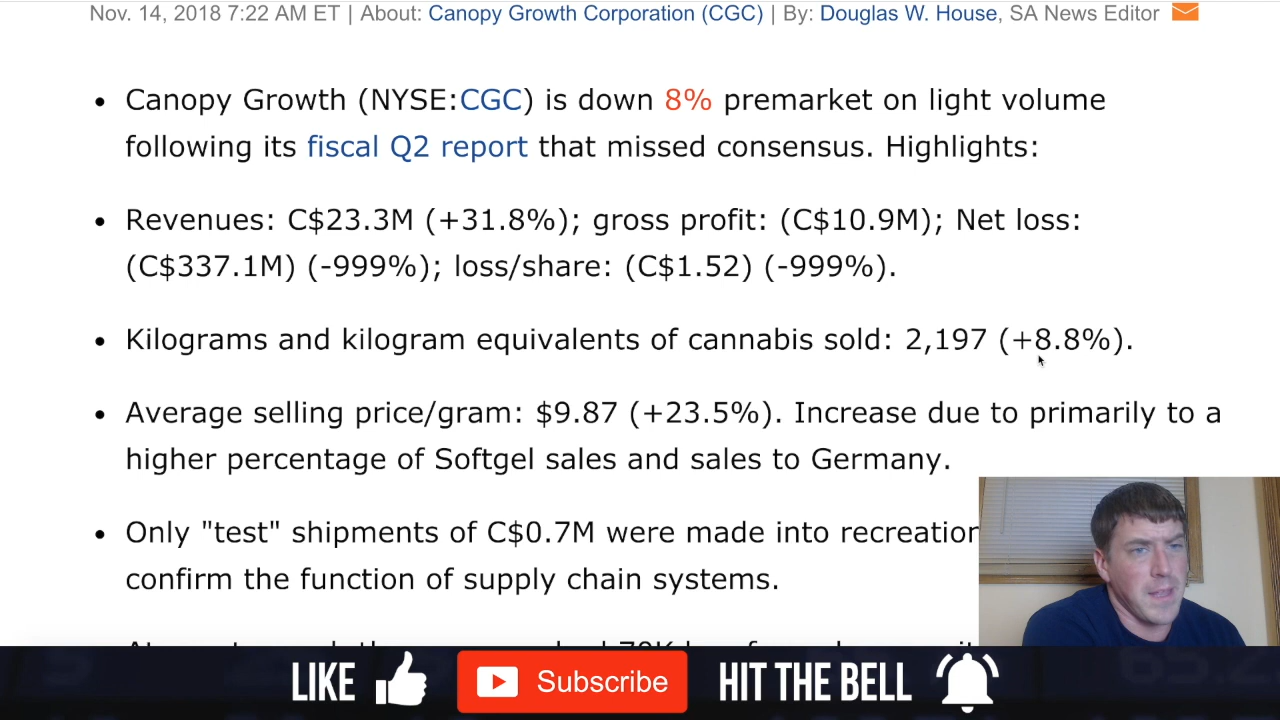 Nov. 14, 2018 7:22 AM ET | About: Canopy Growth Corporation (CGC) | By: Douglas W. House, SA News Editor
• Canopy Growth (NYSE:CGC) is down 8% premarket on light volume
following its fiscal Q2 report that missed consensus. Highlights:
• Revenues: C$23.3M (+31.8%); gross profit: (C$10.9M); Net loss:
(C$337.1M) (-999%); loss/share: (C$1.52) (-999%).
• Kilograms and kilogram equivalents of cannabis sold: 2,197 (+8.8%).
• Average selling price/gram: $9.87 (+23.5%). Increase due to primarily to a
higher percentage of Softgel sales and sales to Germany.
• Only "test" shipments of C$0.7M were made into
confirm the function of supply chain systems.
LIKE Subscribe HIT THE BELL